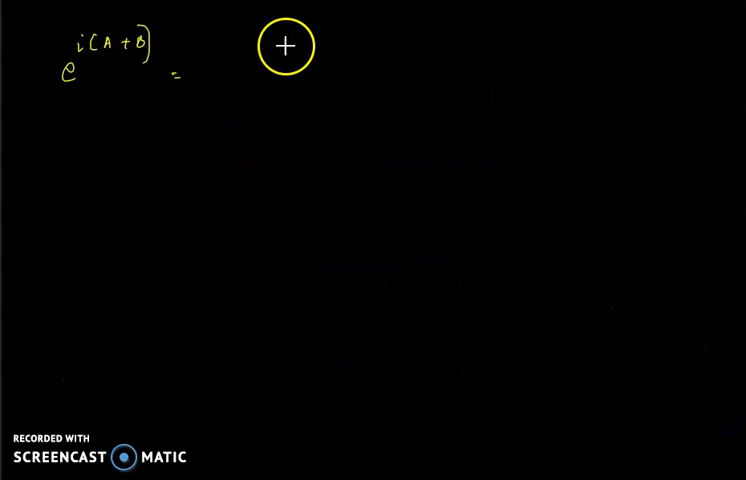 e^{i(A+B)} =
RECORDED WITH
SCREENCAST MATIC